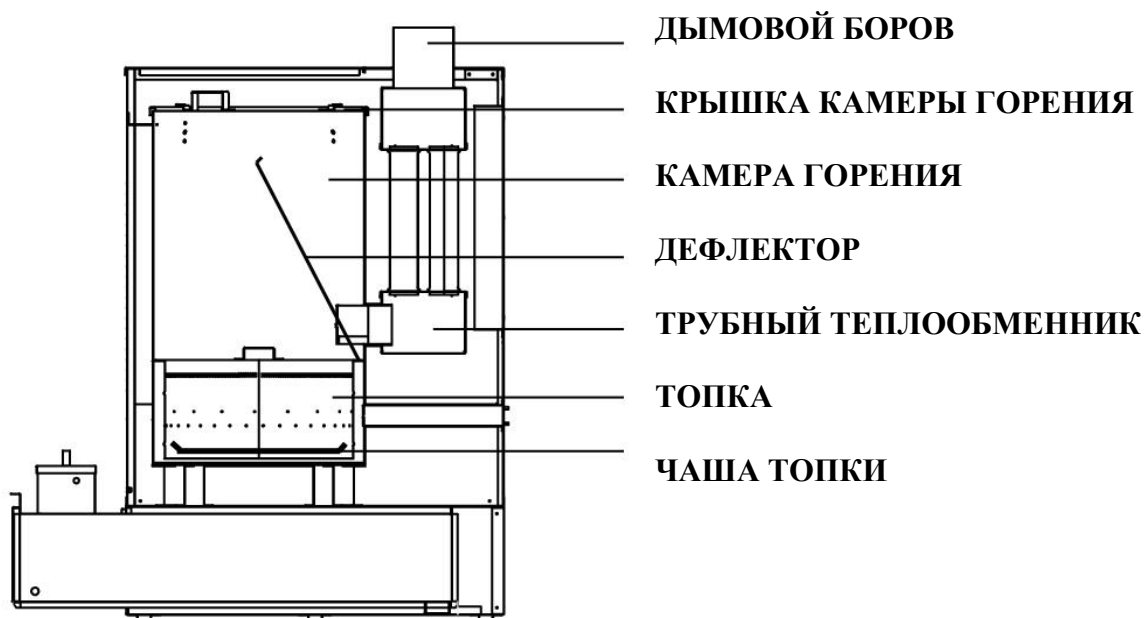 ДЫМОВОЙ БОРОВ
КРЫШКА КАМЕРЫ ГОРЕНИЯ
КАМЕРА ГОРЕНИЯ
ДЕФЛЕКТОР
ТРУБНЫЙ ТЕПЛООБМЕННИК
ТОПКА
ЧАША ТОПКИ